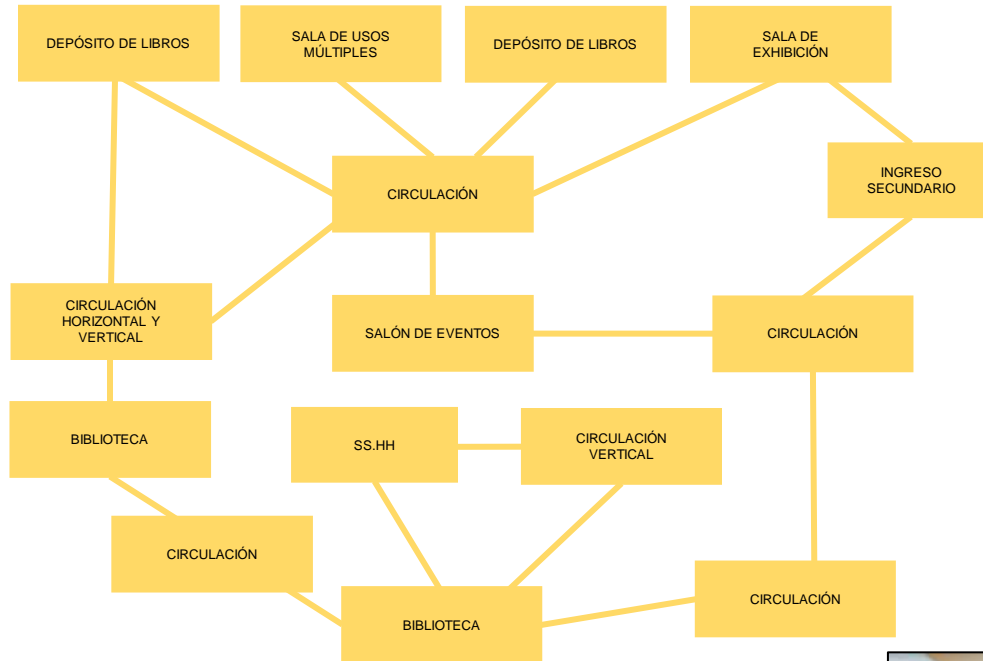 DEPÓSITO DE LIBROS
SALA DE USOS
MÚLTIPLES
DEPÓSITO DE LIBROS
SALA DE
EXHIBICIÓN
CIRCULACIÓN
INGRESO
SECUNDARIO
CIRCULACIÓN
HORIZONTAL Y
VERTICAL
SALÓN DE EVENTOS
CIRCULACIÓN
BIBLIOTECA
SS.HH
CIRCULACIÓN
VERTICAL
CIRCULACIÓN
BIBLIOTECA
CIRCULACIÓN